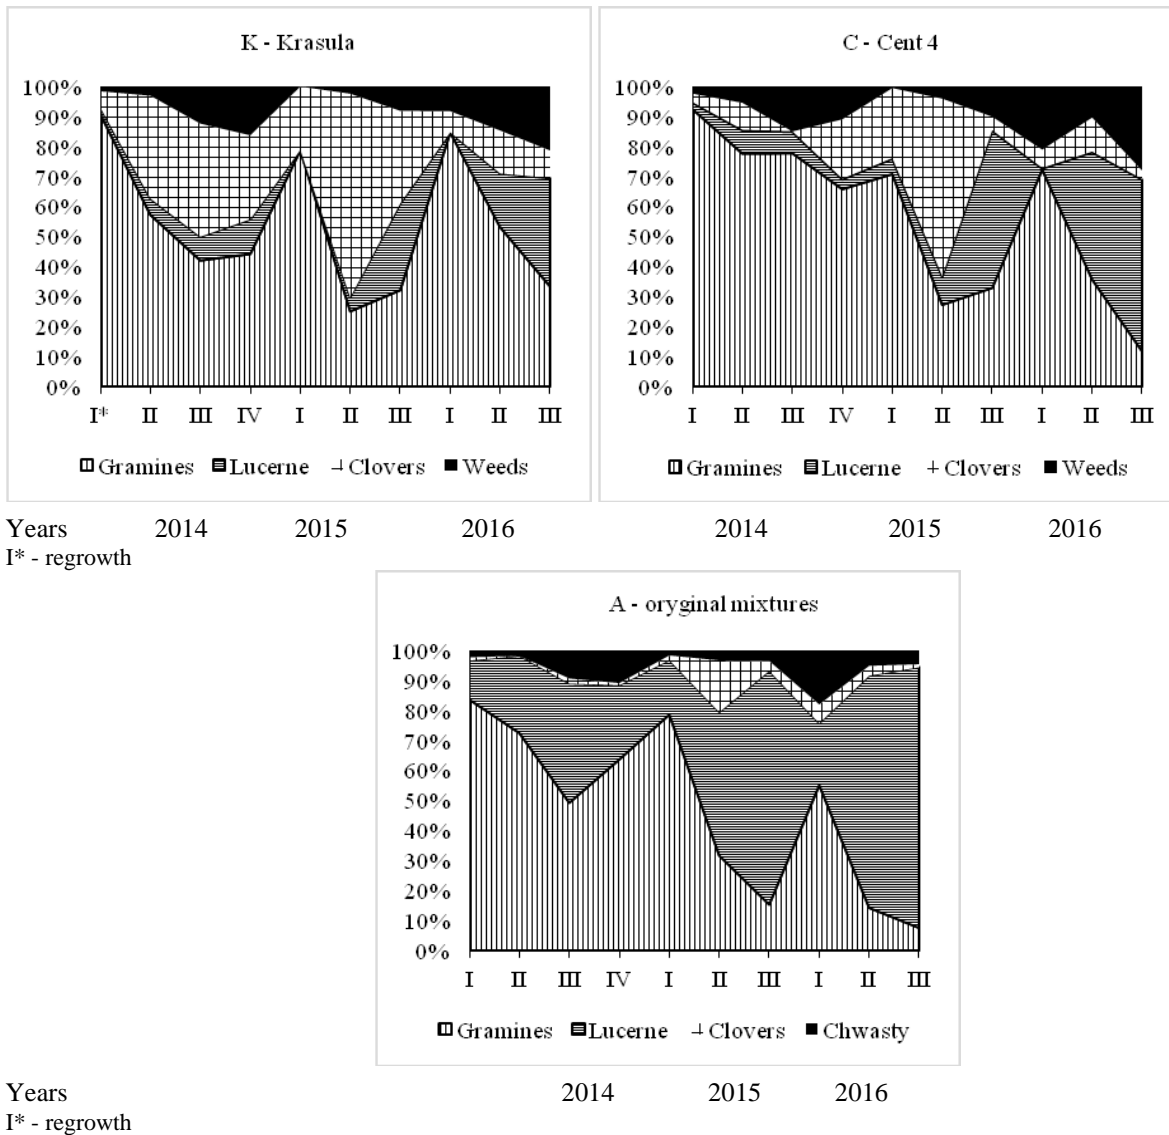 K - Krasula
100%
90%
80%
70%
60%
50%
40%
30%
20%
10%
0%
I* II III IV I II III I II III
Gramines Lucerne Clovers Weeds
C - Cent 4
100%
90%
80%
70%
60%
50%
40%
30%
20%
10%
0%
I II III IV I II III I II III
Gramines Lucerne Clovers Weeds
Years 2014 2015 2016 2014 2015 2016
I* - regrowth
A - oryginal mixtures
100%
90%
80%
70%
60%
50%
40%
30%
20%
10%
0%
I II III IV I II III I II III
Gramines Lucerne Clovers Chwasty
Years 2014 2015 2016
I* - regrowth